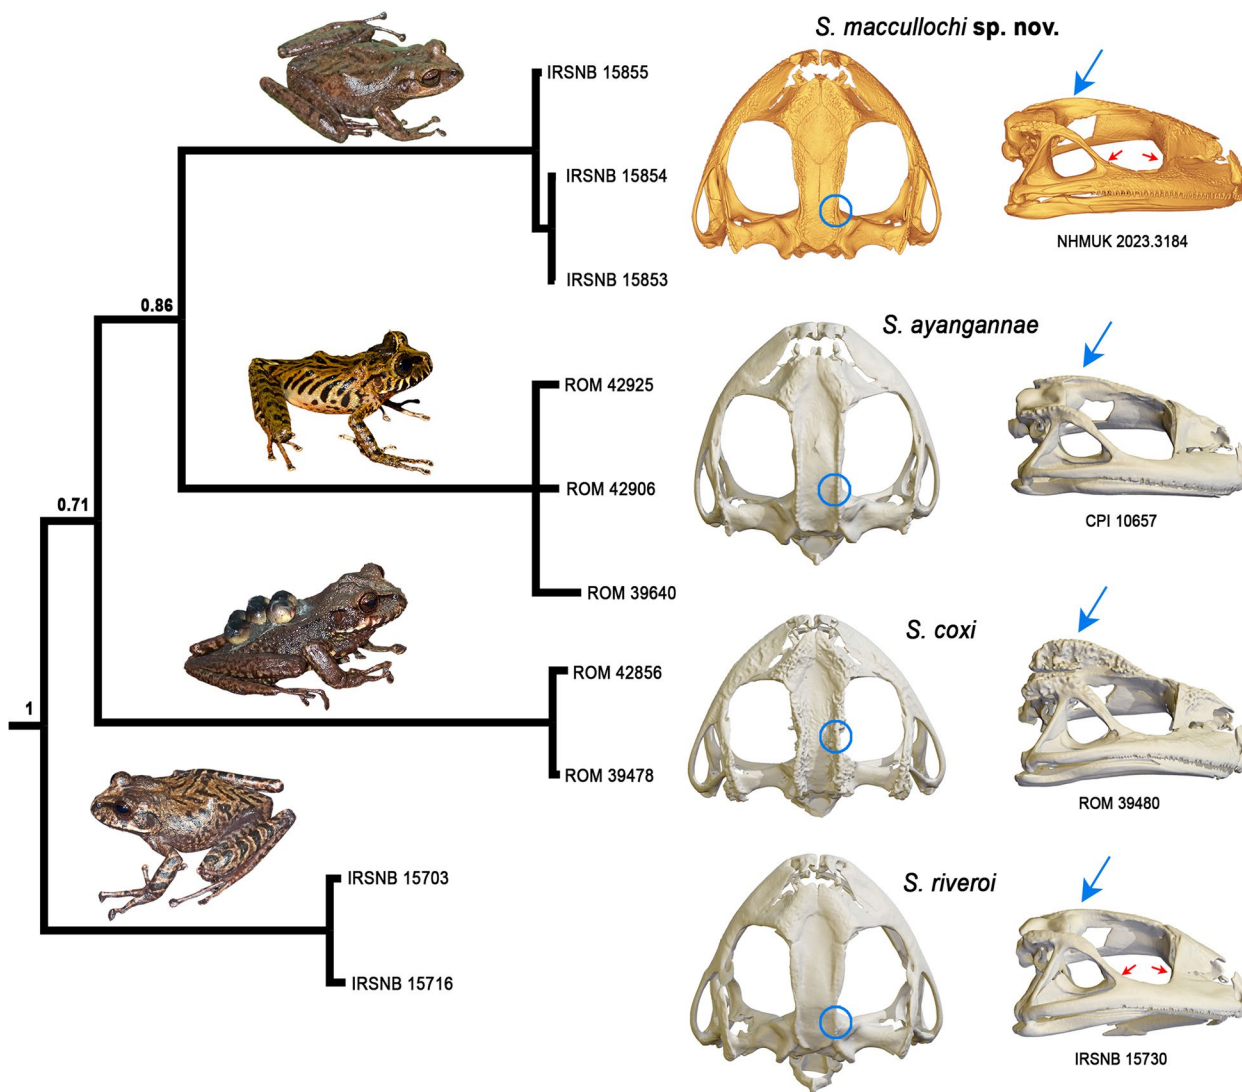 S. maccullochi sp. nov.
IRSNB 15855
IRSNB 15854
NHMUK 2023.3184
IRSNB 15853
0.86
S. ayangannae
ROM 42925
ROM 42906
0.71
CPI 10657
ROM 39640
S. coxi
ROM 42856
1
ROM 39478
ROM 39480
IRSNB 15703
S. riveroi
IRSNB 15716
IRSNB 15730